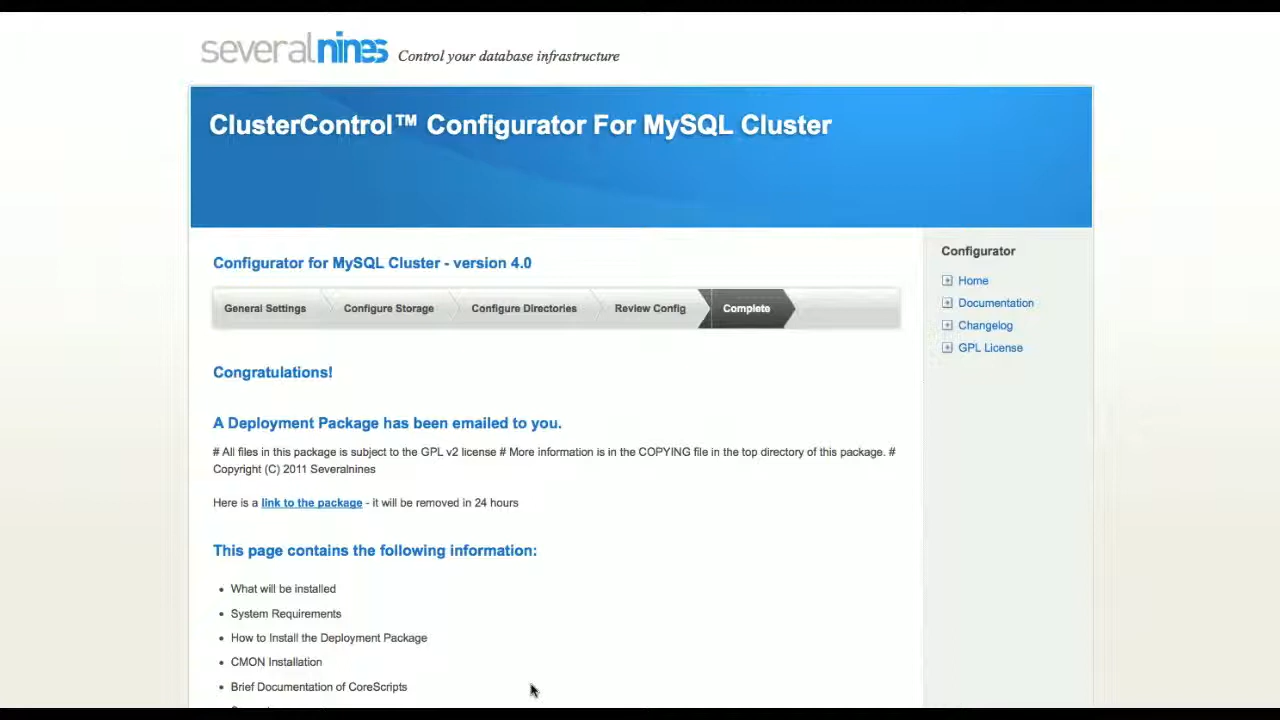 severalnines Control your database infrastructure
ClusterControl™ Configurator For MySQL Cluster
Configurator for MySQL Cluster - version 4.0
General Settings
Configure Storage
Configure Directories
Review Config
Complete
Congratulations!
A Deployment Package has been emailed to you.
# All files in this package is subject to the GPL v2 license # More information is in the COPYING file in the top directory of this package. #
Copyright (C) 2011 Severalnines
Here is a link to the package - it will be removed in 24 hours
This page contains the following information:
What will be installed
System Requirements
How to Install the Deployment Package
CMON Installation
Brief Documentation of CoreScripts
Configurator
Home
Documentation
Changelog
GPL License